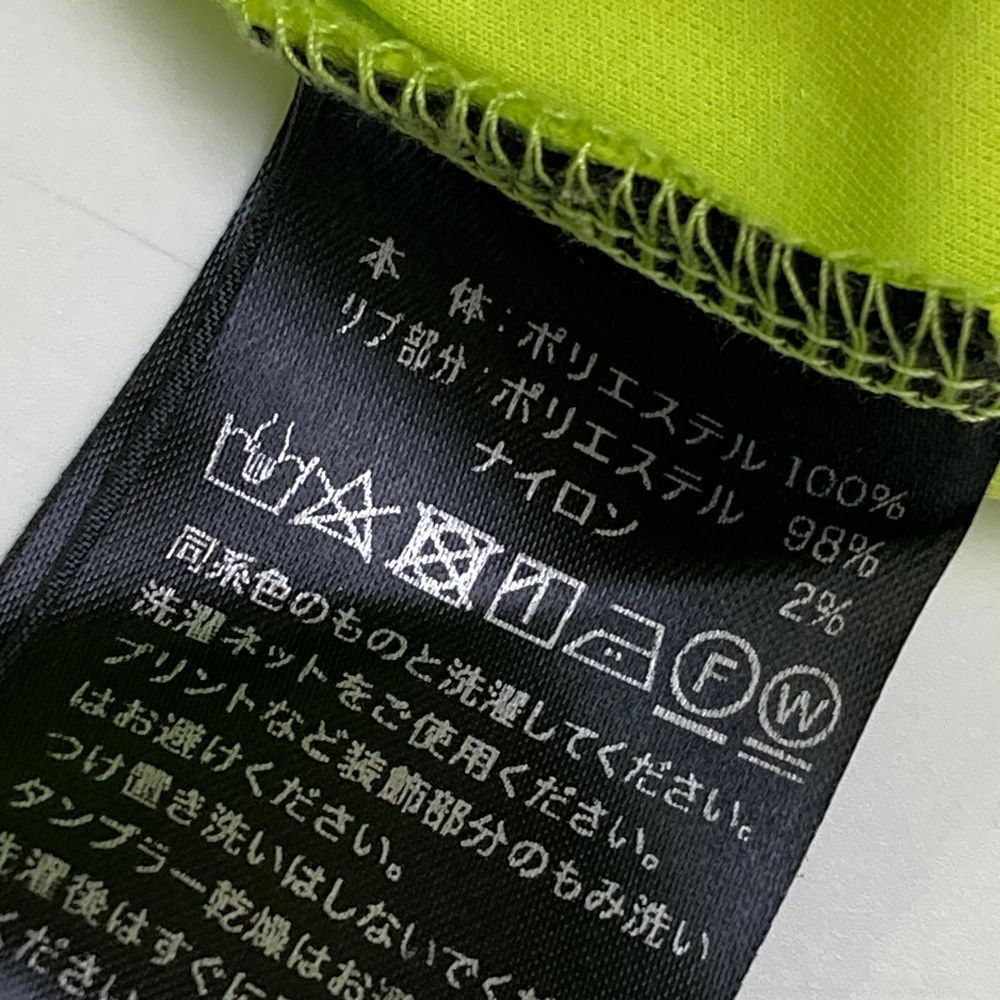 本 体:ポリエステル 100%
リブ部分:ポリエステル 98%
ナイロン 2%
F W
同系色のものと洗濯してください。
洗濯ネットをご使用ください。
プリントなど装飾部分のもみ洗い
はお避けください。
つけ置き洗いはしないでく
タンブラー乾燥はお
洗濯後はすぐに
ください